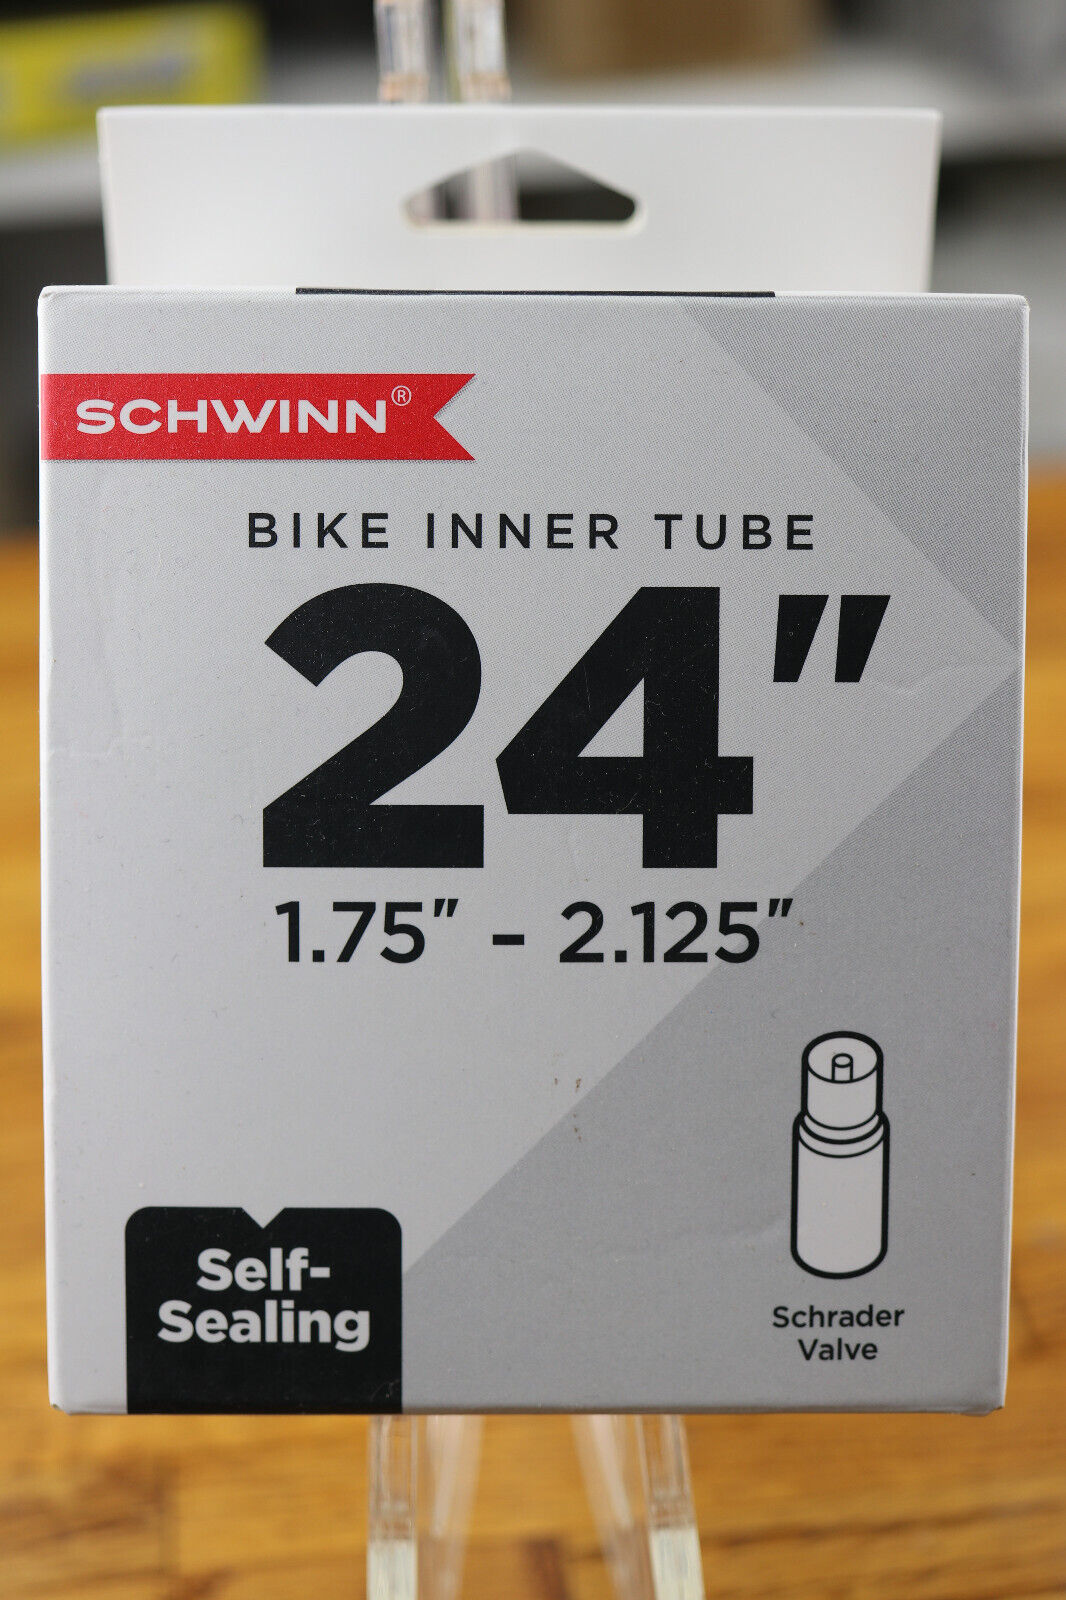 SCHWINN®
BIKE INNER TUBE
24"
1.75" - 2.125"
Self-
Sealing
Schrader
Valve